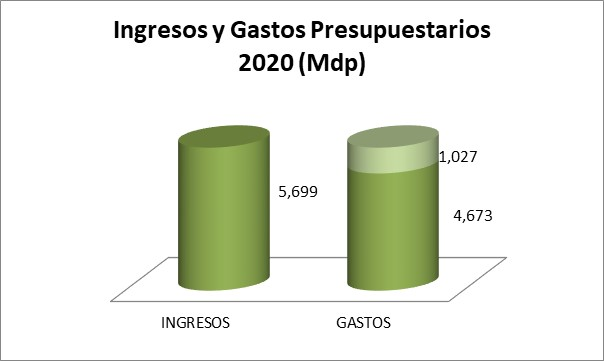 Ingresos y Gastos Presupuestarios
2020 (Mdp)
1,027
5,699
4,673
INGRESOS
GASTOS